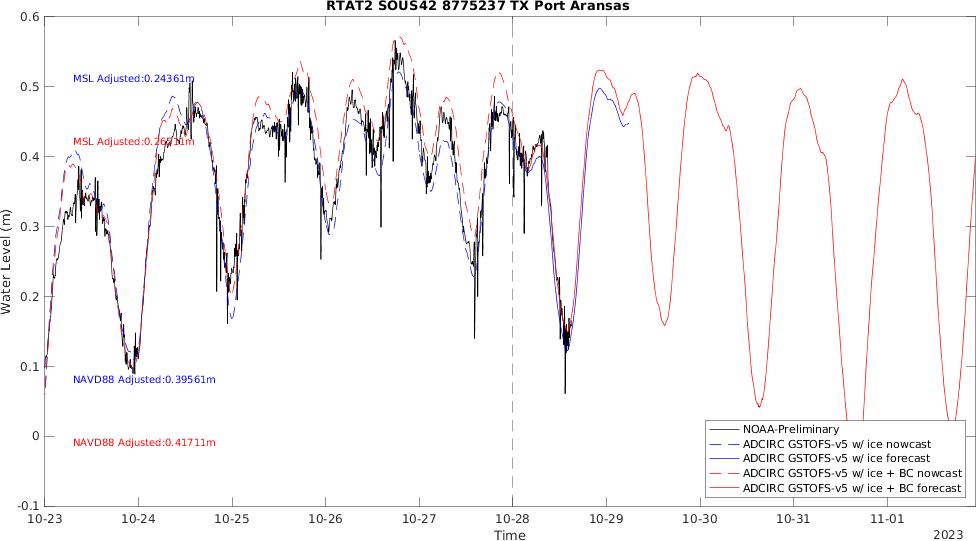 RTAT2 SOUS42 8775237 TX Port Aransas
Water Level (m)
0.6
0.5
0.4
0.3
0.2
0.1
0
-0.1
MSL Adjusted:0.24361m
MSL Adjusted:
NAVD88 Adjusted:0.39561m
NAVD88 Adjusted:0.41711m
NOAA-Preliminary
ADCIRC GSTOFS-v5 w/ ice nowcast
ADCIRC GSTOFS-v5 w/ ice forecast
ADCIRC GSTOFS-v5 w/ ice + BC nowcast
ADCIRC GSTOFS-v5 w/ ice + BC forecast
10-23 10-24 10-25 10-26 10-27 10-28 10-29 10-30 10-31 11-01
Time
2023